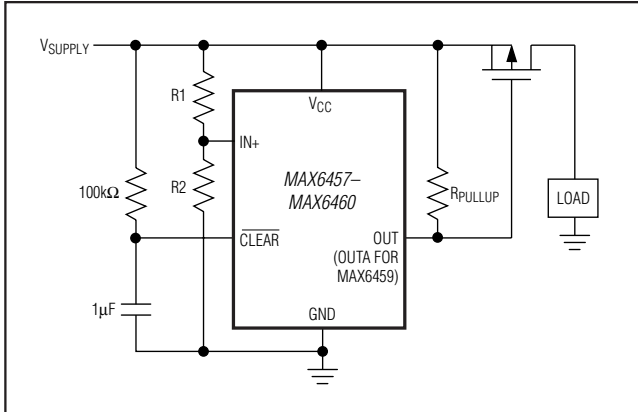 VSUPPLY
R1
VCC
IN+
MAX6457–
MAX6460
R2
100kΩ
RPULLUP
LOAD
CLEAR
OUT
(OUTA FOR
MAX6459)
1µF
GND